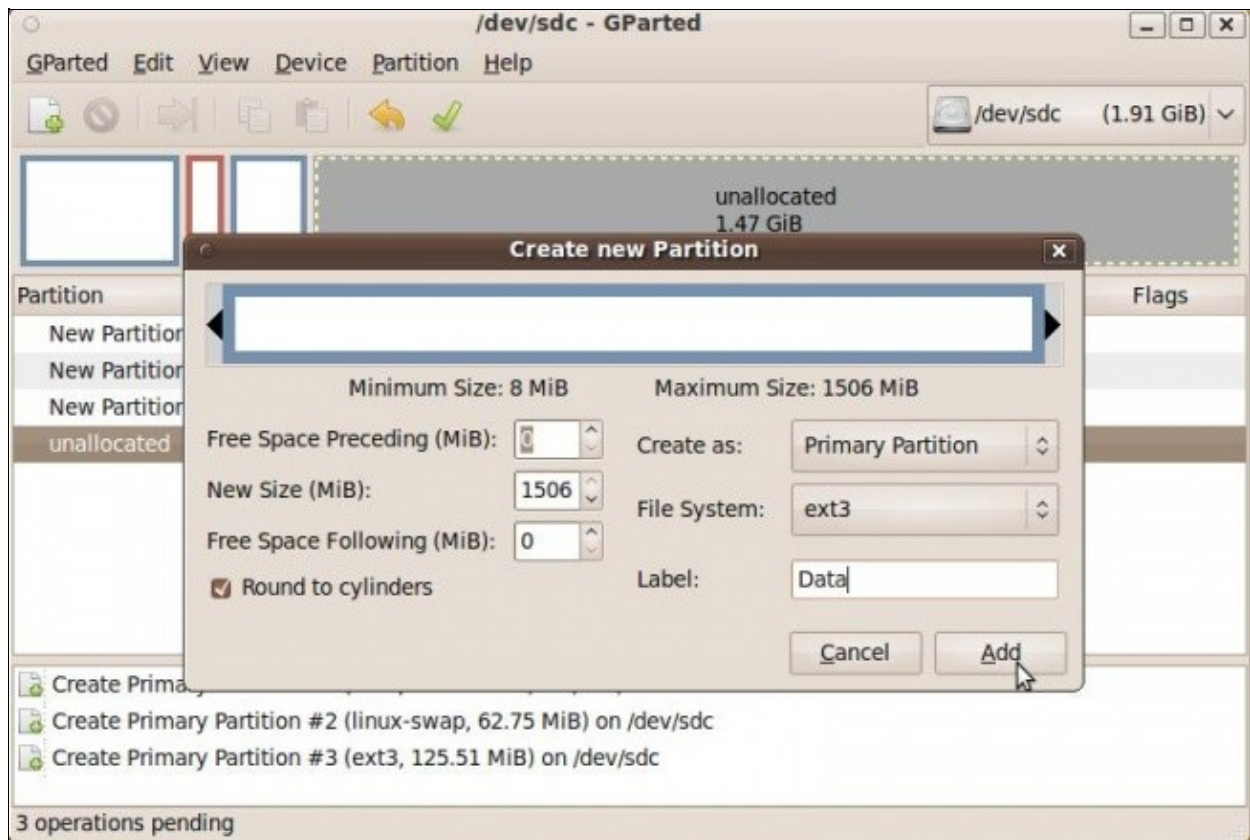 /dev/sdc - GParted
GParted Edit View Device Partition Help
/dev/sdc (1.91 GiB)
unallocated
1.47 GiB
Create new Partition
Partition
Flags
New Partition
New Partition
New Partition
unallocated
Minimum Size: 8 MiB Maximum Size: 1506 MiB
Free Space Preceding (MiB): 0
Create as: Primary Partition
New Size (MiB): 1506
File System: ext3
Free Space Following (MiB): 0
Round to cylinders
Label: Data
Cancel Add
Create Prima
Create Primary Partition #2 (linux-swap, 62.75 MiB) on /dev/sdc
Create Primary Partition #3 (ext3, 125.51 MiB) on /dev/sdc
3 operations pending